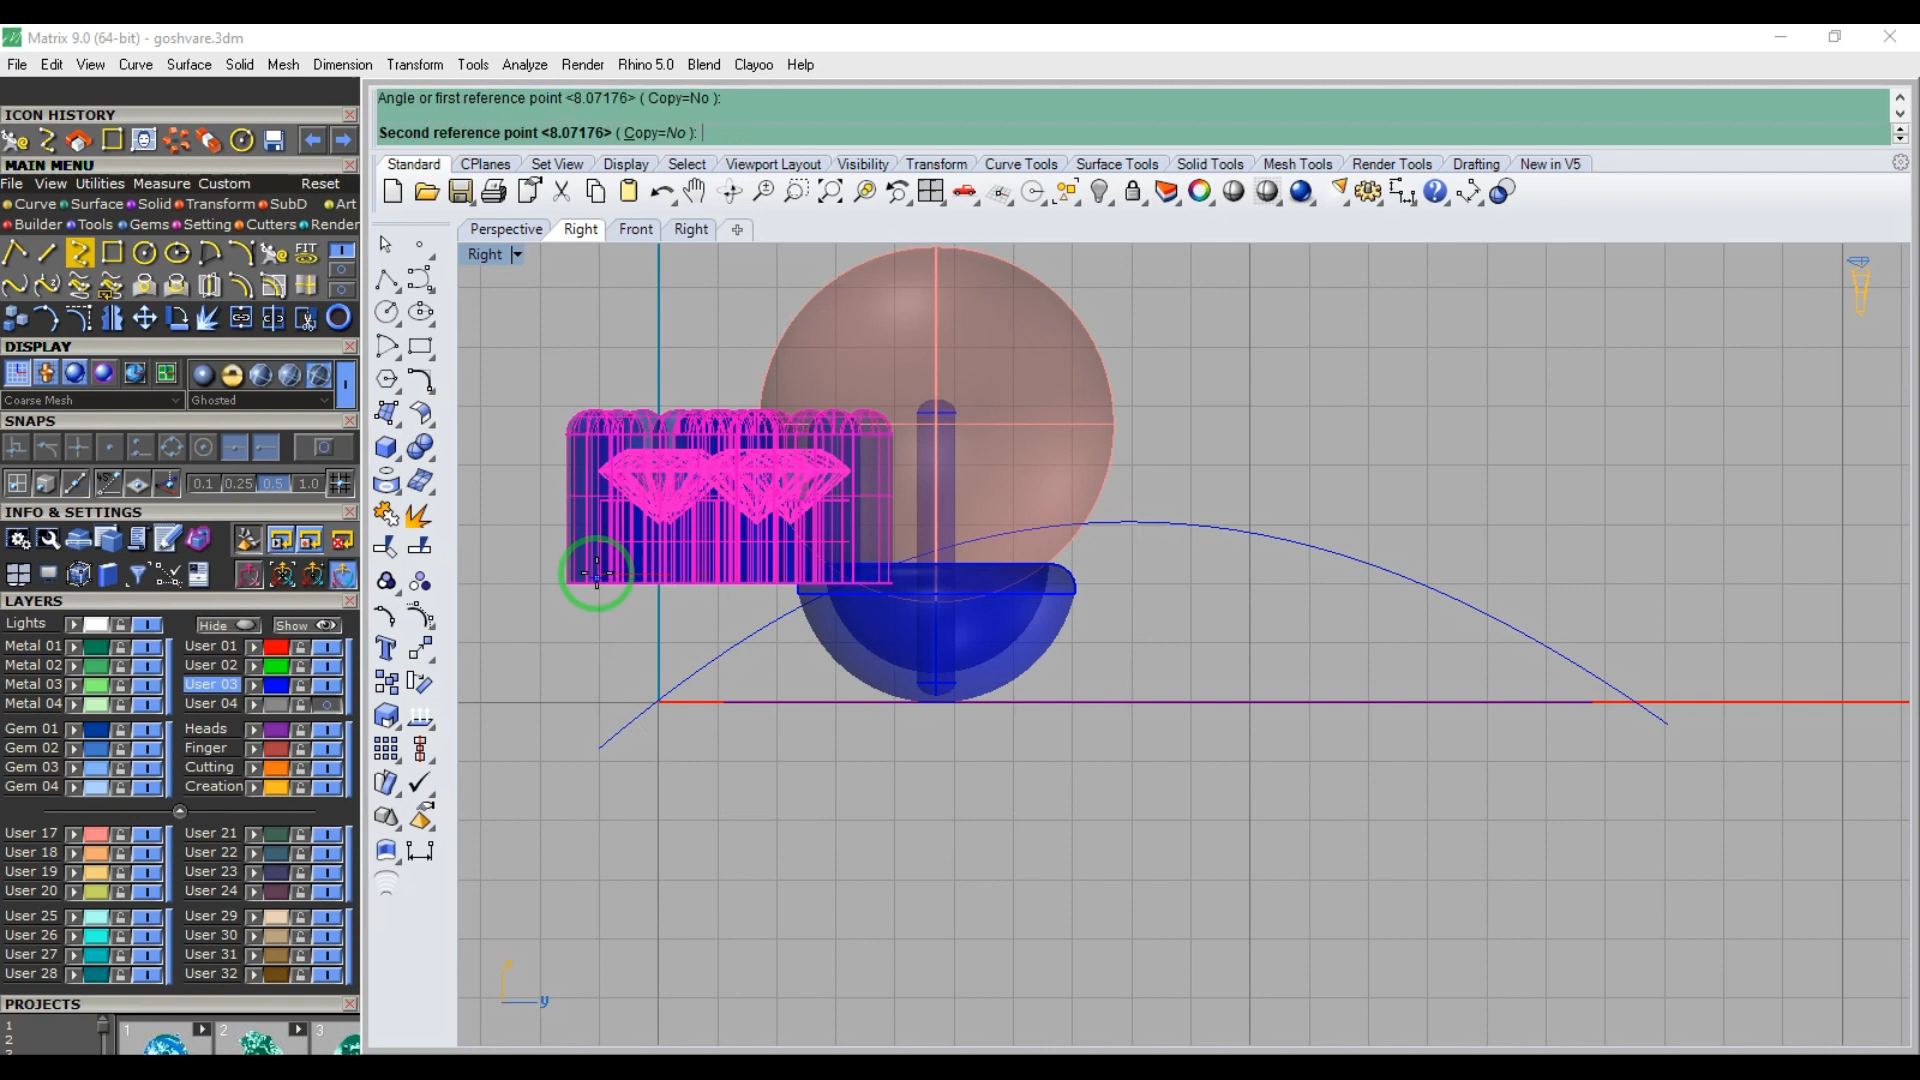 Matrix 9.0 (64-bit) - goshvare.3dm
File Edit View Curve Surface Solid Mesh Dimension Transform Tools Analyze Render Rhino 5.0 Blend Clayoo Help
ICON HISTORY
MAIN MENU
File View Utilities Measure Custom Reset
Curve Surface Solid Transform SubD Art
Builder Tools Gems Setting Cutters Render
FIT
DISPLAY
Coarse Mesh Ghosted
SNAPS
45°
0.1 0.25 0.5 1.0
INFO & SETTINGS
LAYERS
Lights Hide Show
Metal 01 User 01
Metal 02 User 02
Metal 03 User 03
Metal 04 User 04
Gem 01 Heads
Gem 02 Finger
Gem 03 Cutting
Gem 04 Creation
User 17 User 21
User 18 User 22
User 19 User 23
User 20 User 24
User 25 User 29
User 26 User 30
User 27 User 31
User 28 User 32
PROJECTS
1
2
1 2 3
Angle or first reference point <8.07176> ( Copy=No ):
Second reference point <8.07176> ( Copy=No ):
Standard CPlanes Set View Display Select Viewport Layout Visibility Transform Curve Tools Surface Tools Solid Tools Mesh Tools Render Tools Drafting New in V5
Perspective Right Front Right
Right
y